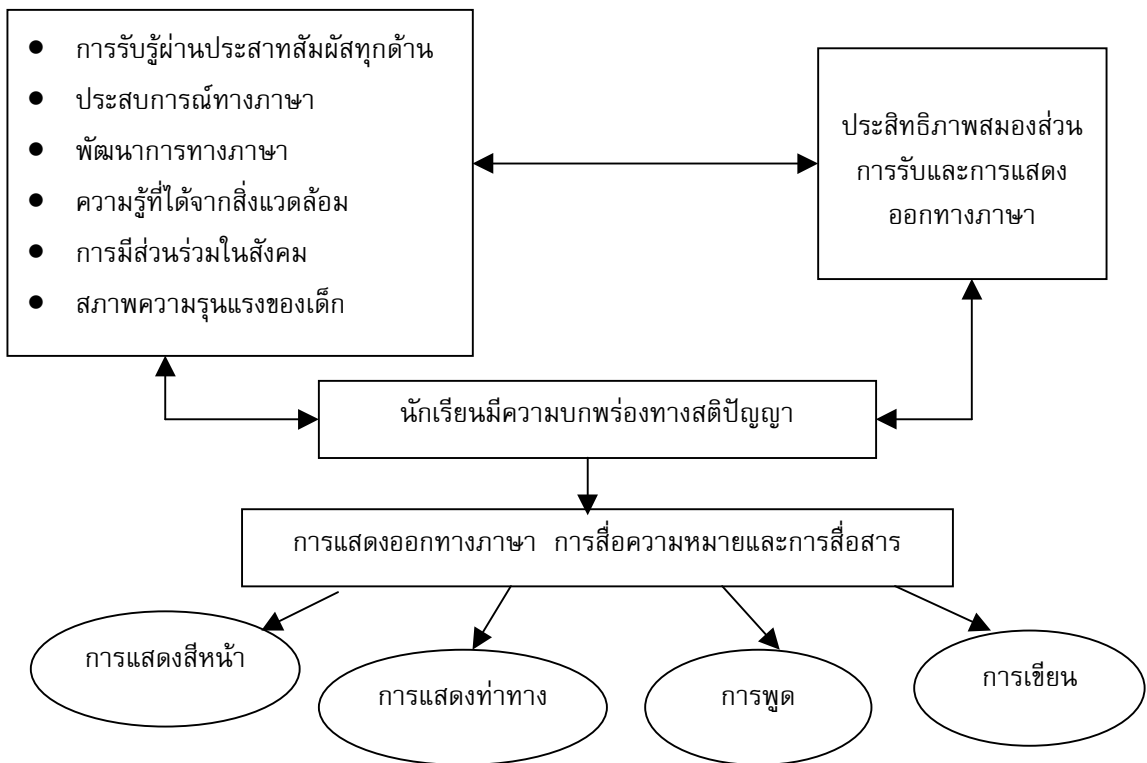 ● การรับรู้ผ่านประสาทสัมผัสทุกด้าน
● ประสบการณ์ทางภาษา
● พัฒนาการทางภาษา
● ความรู้ที่ได้จากสิ่งแวดล้อม
● การมีส่วนร่วมในสังคม
● สภาพความรุนแรงของเด็ก
ประสิทธิภาพสมองส่วน
การรับและการแสดง
ออกทางภาษา
นักเรียนมีความบกพร่องทางสติปัญญา
การแสดงออกทางภาษา การสื่อความหมายและการสื่อสาร
การแสดงสีหน้า
การแสดงท่าทาง
การพูด
การเขียน